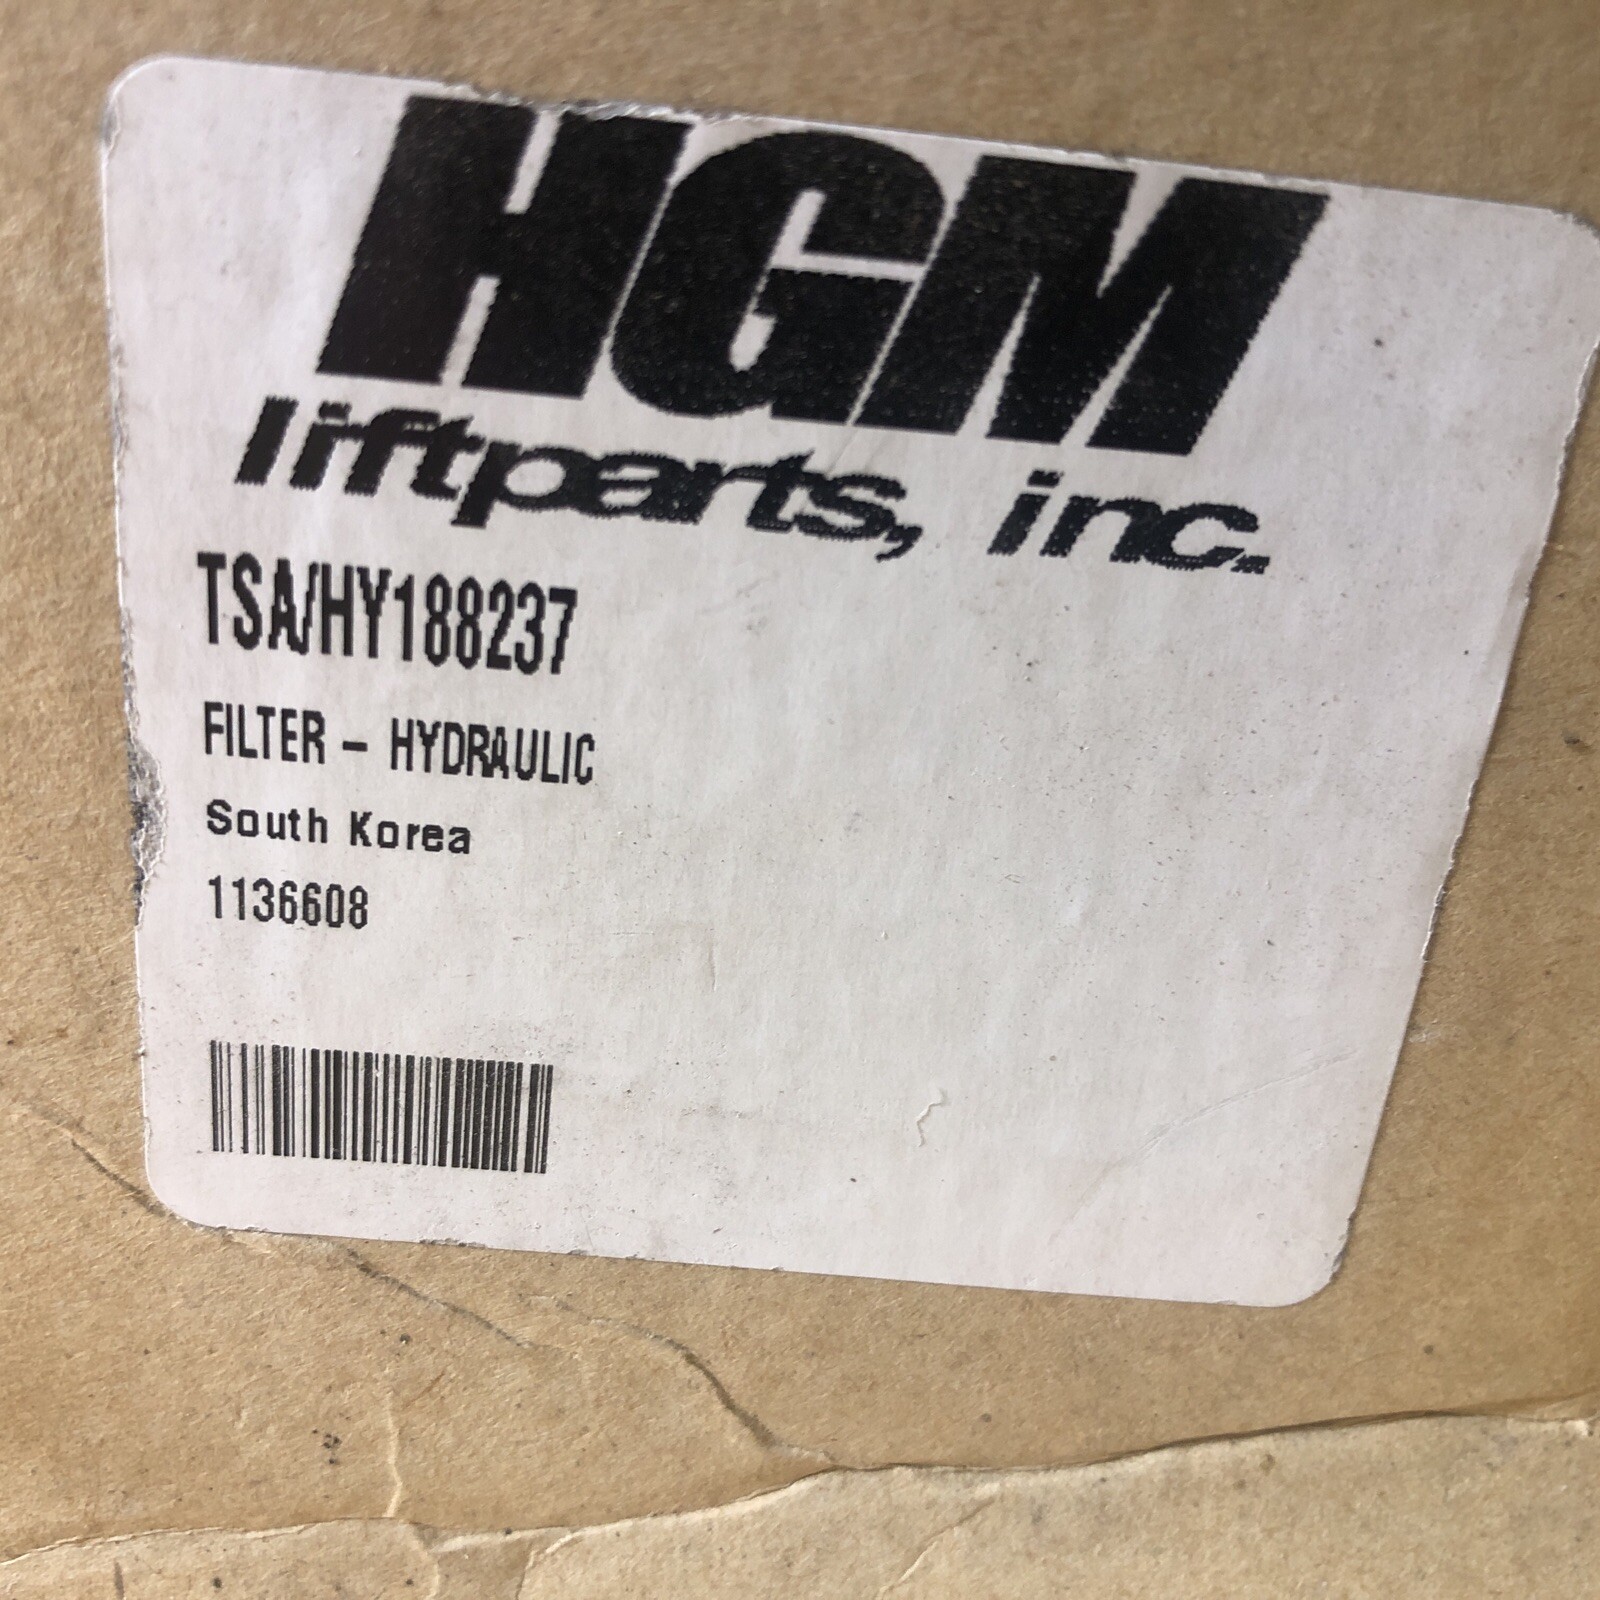 HGM
liftparts, inc.
TSA/HY188237
FILTER - HYDRAULIC
South Korea
1136608